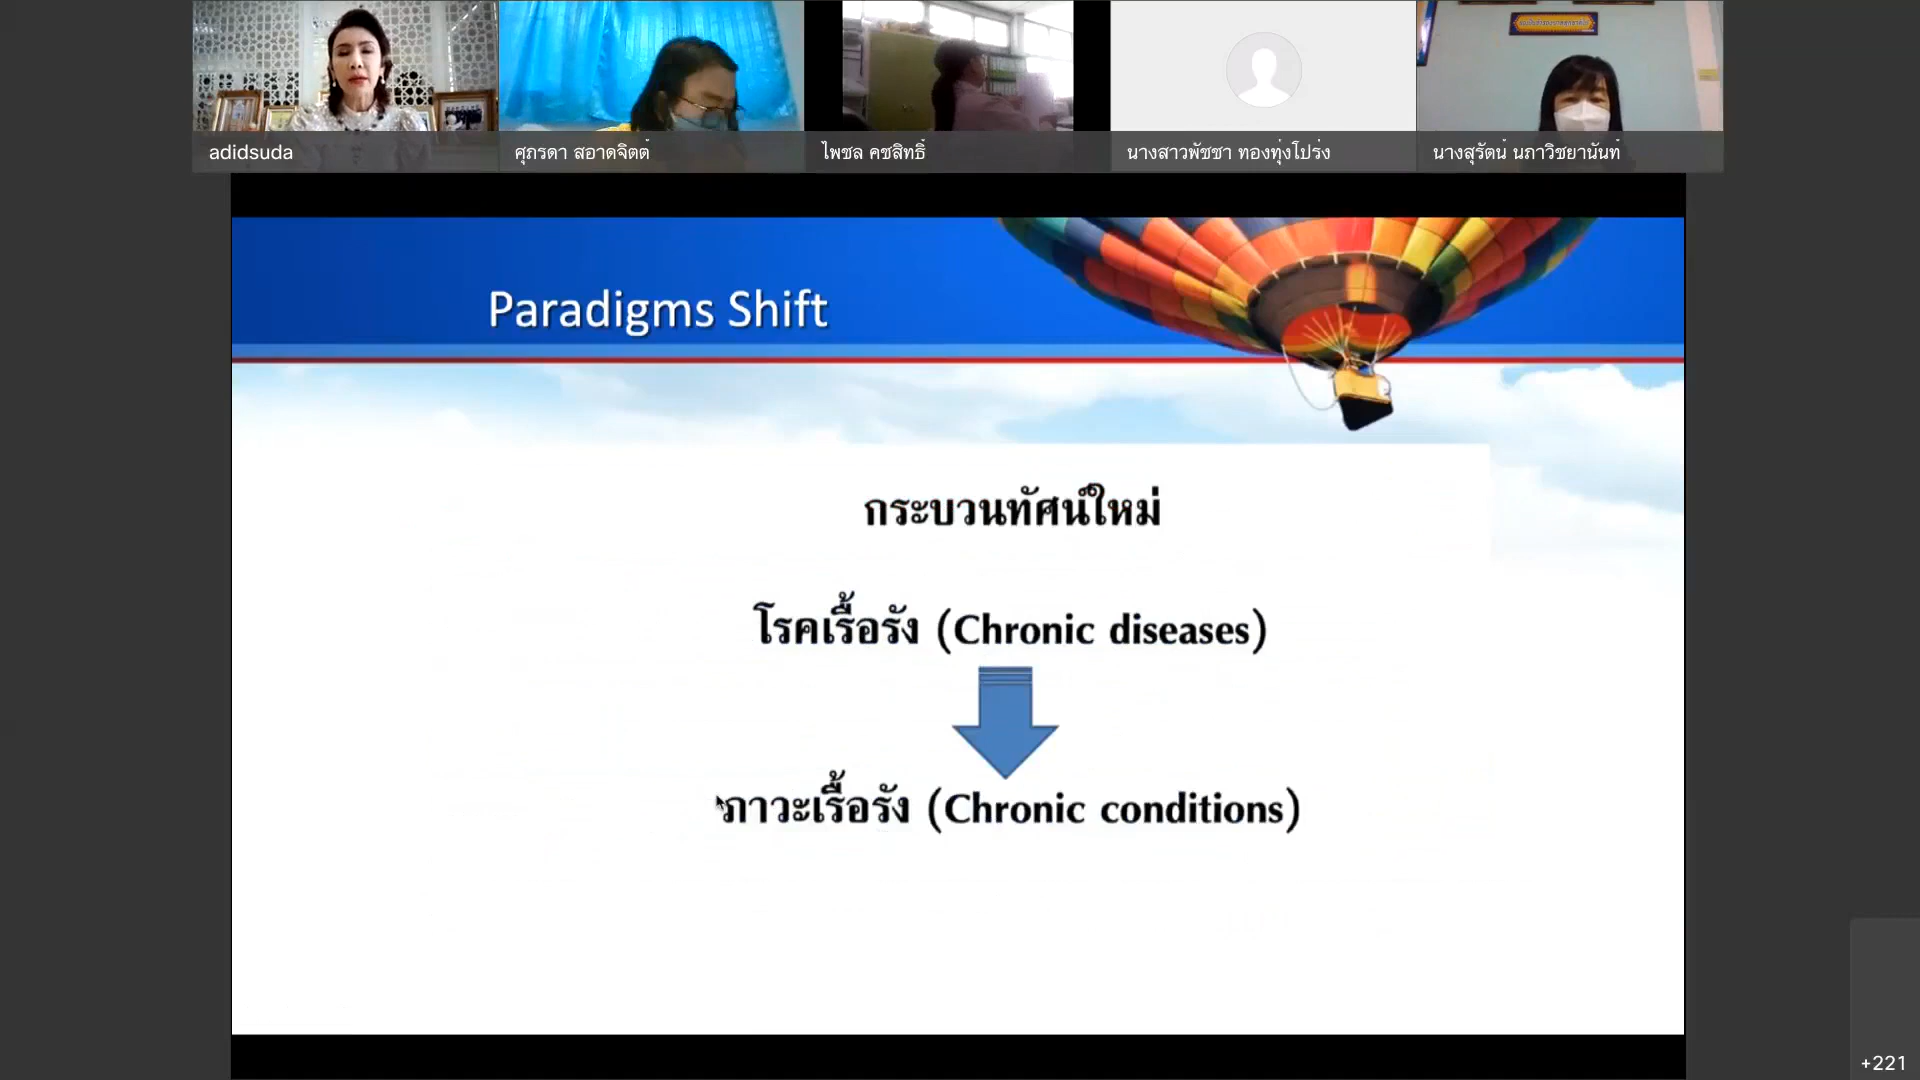 adidsuda
ศุภรดา สอาดจิตต์
ไพชล คชสิทธิ์
นางสาวพัชชา ทองทุ่งโปร่ง
นางสุรัตน์ นภาวิชยานันท์
Paradigms Shift
กระบวนทัศน์ใหม่
โรคเรื้อรัง (Chronic diseases)
ภาวะเรื้อรัง (Chronic conditions)
+221